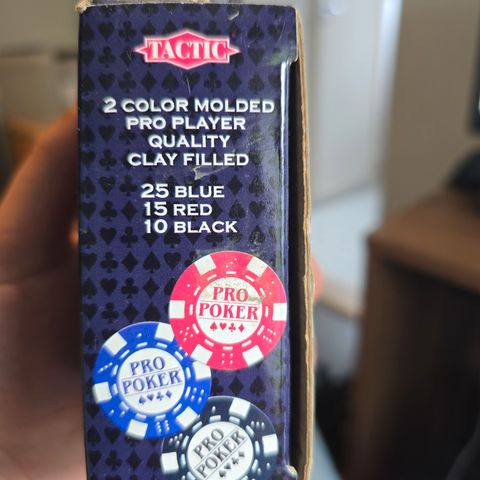 TACTIC
2 COLOR MOLDED
PRO PLAYER
QUALITY
CLAY FILLED
25 BLUE
15 RED
10 BLACK
PRO
POKER
PRO
POKER
PRO
POKER